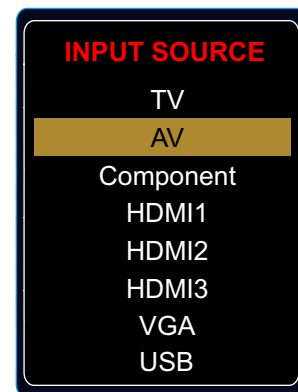 INPUT SOURCE
TV
AV
Component
HDMI1
HDMI2
HDMI3
VGA
USB